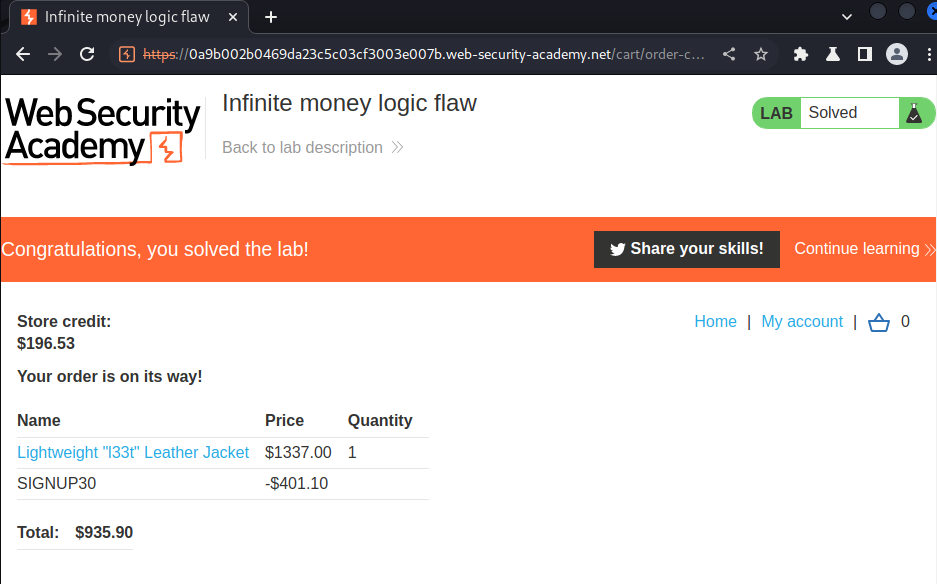 Infinite money logic flaw
https://0a9b002b0469da23c5c03cf3003e007b.web-security-academy.net/cart/order-c...
Web Security
Academy
Infinite money logic flaw
Back to lab description
LAB Solved
Congratulations, you solved the lab!
Share your skills!
Continue learning
Store credit:
$196.53
Home | My account | 0
Your order is on its way!
Name Price Quantity
Lightweight "l33t" Leather Jacket $1337.00 1
SIGNUP30 -$401.10
Total: $935.90